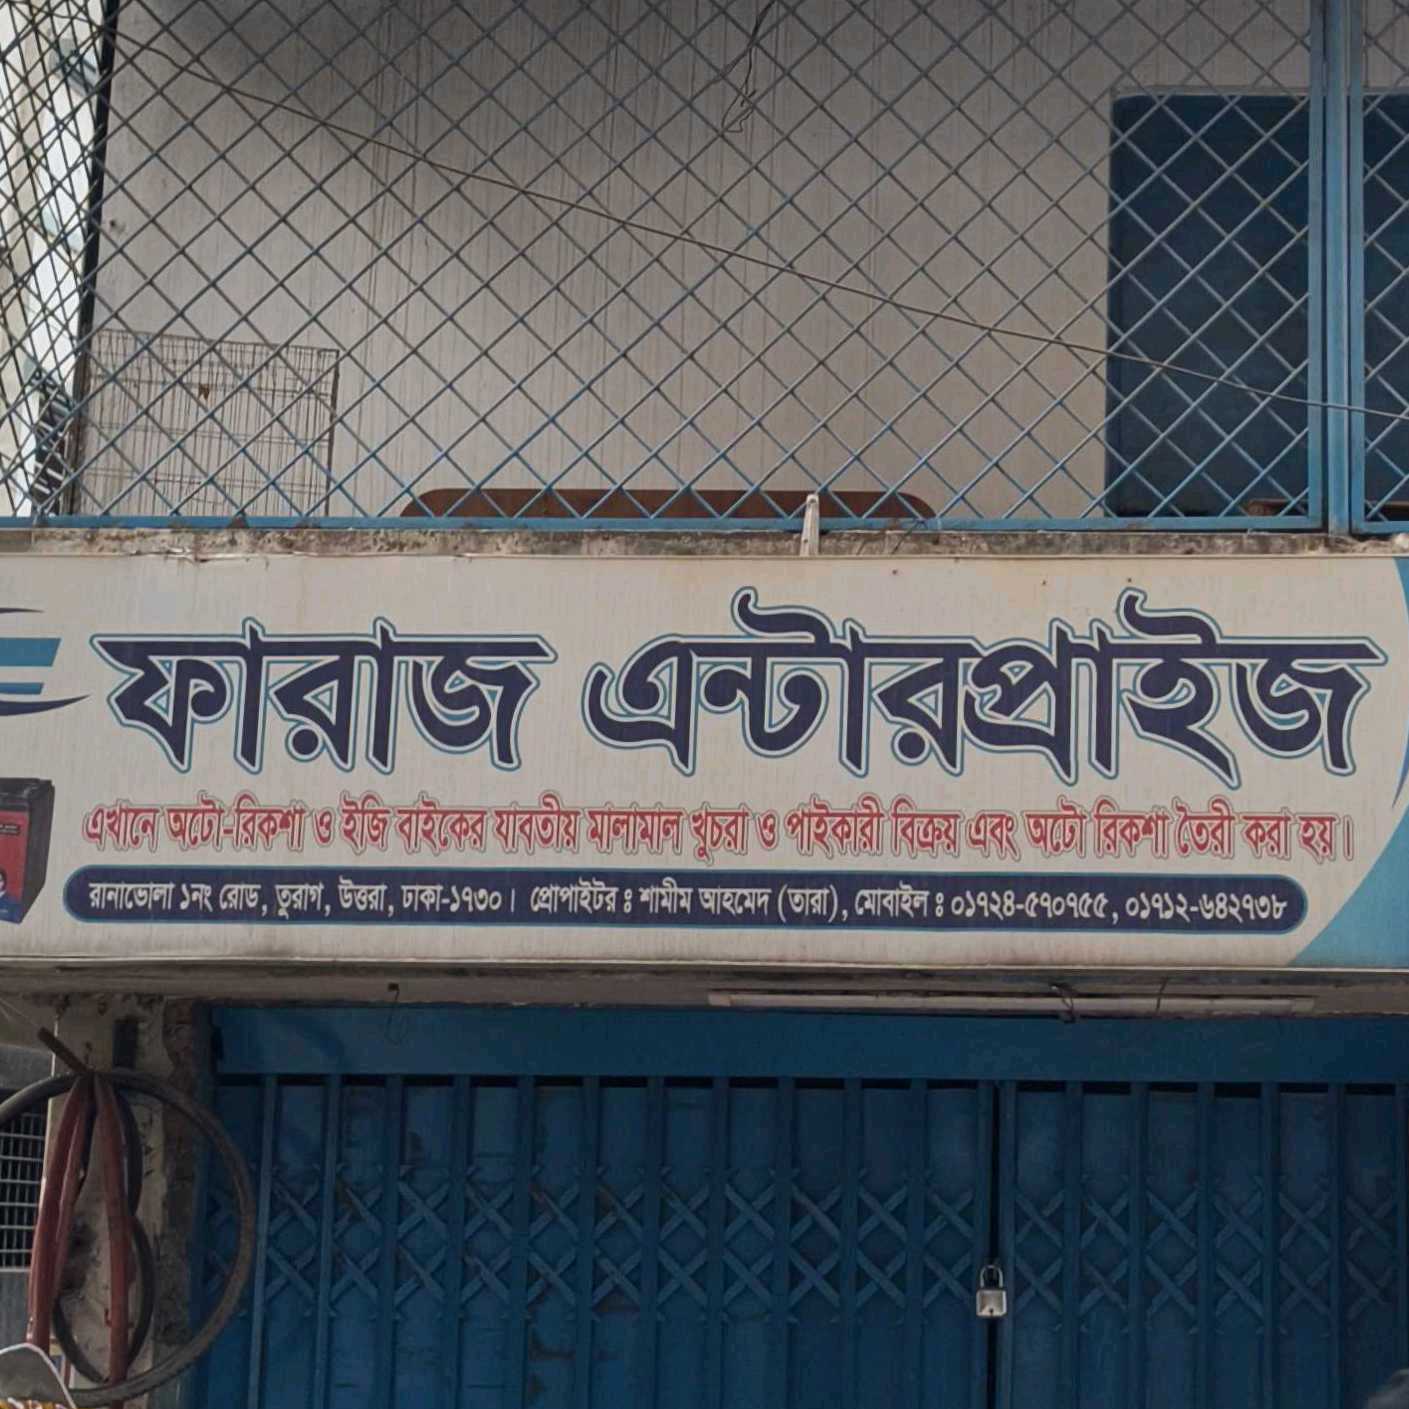 ফারাজ এন্টারপ্রাইজ
এখানে অটো-রিকশা ও ইজি বাইকের যাবতীয় মালামাল খুচরা ও পাইকারী বিক্রয় এবং অটো রিকশা তৈরী করা হয়।
রানাভোলা ১নং রোড, তুরাগ, উত্তরা, ঢাকা-১৭৩০। প্রোপাইটর ঃ শামীম আহমেদ (তারা), মোবাইল ঃ ০১৭২৪-৫৭০৭৫৫, ০১৭১২-৬৪২৭৩৮